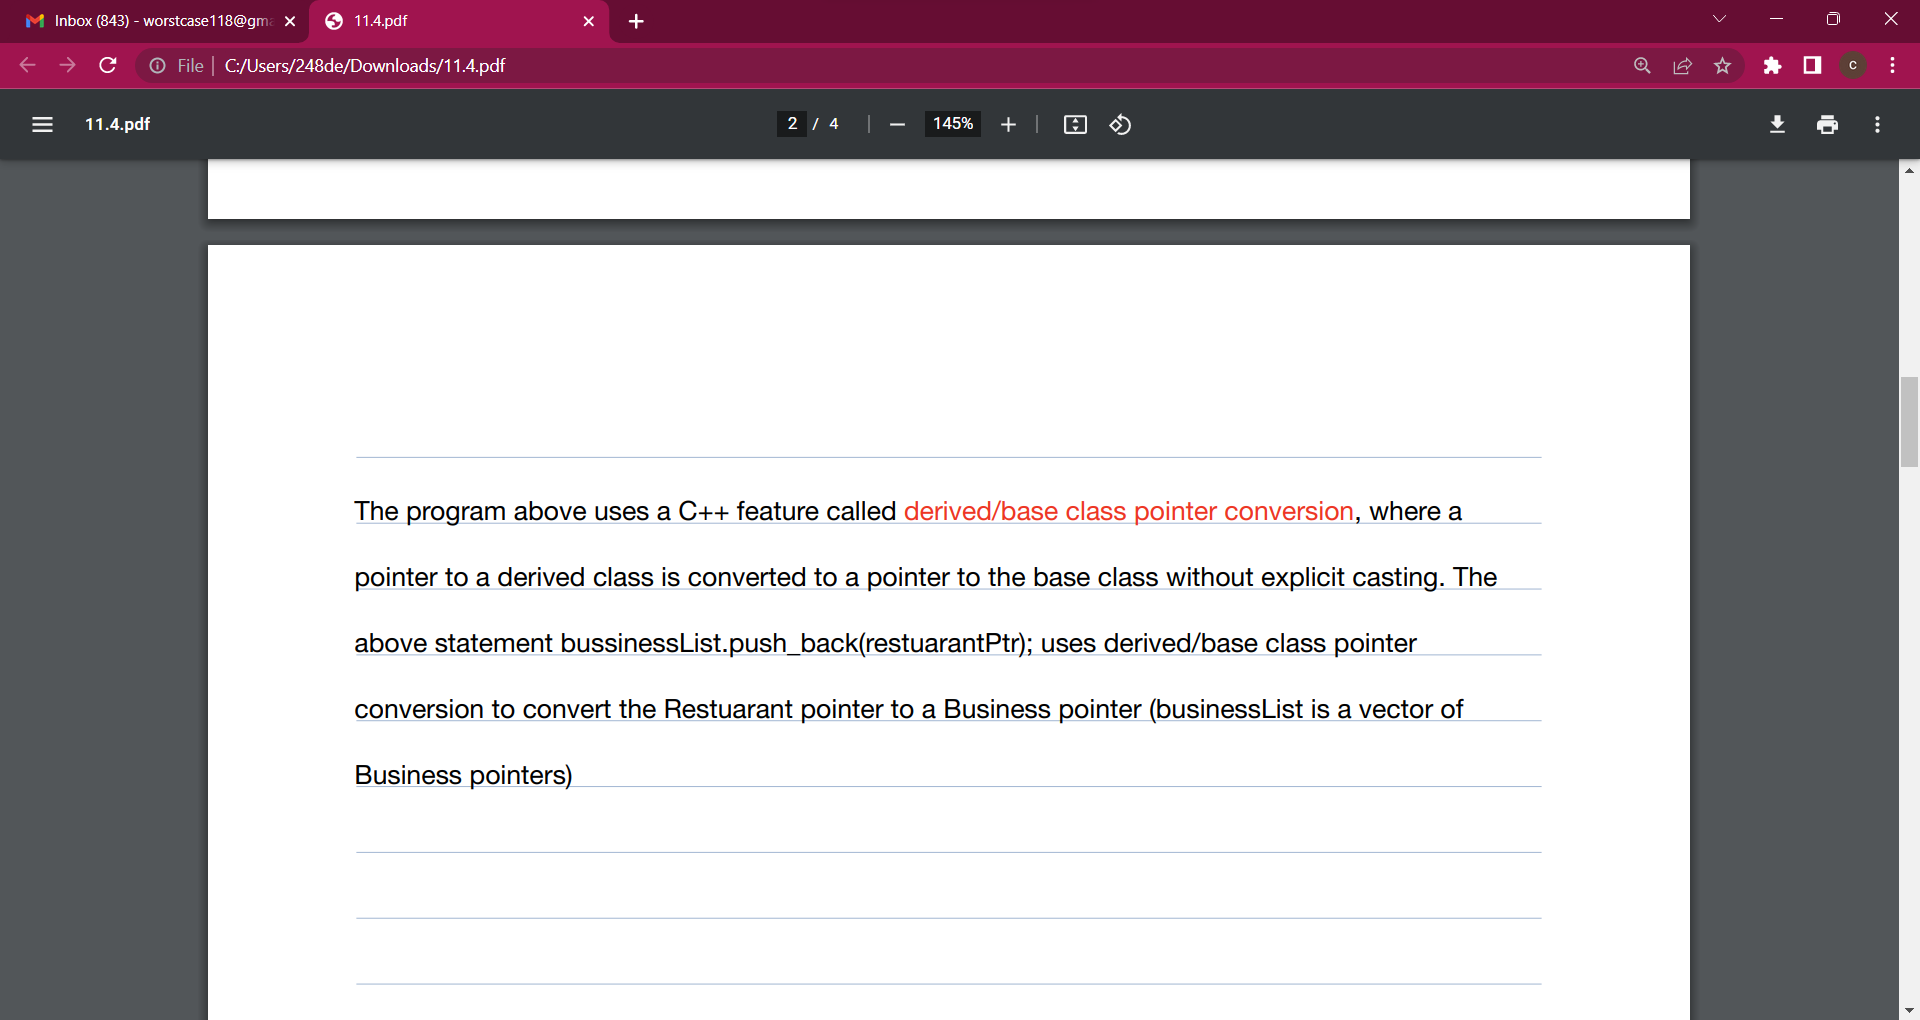 Inbox (843) - worstcase118@gma
11.4.pdf
File
C:/Users/248de/Downloads/11.4.pdf
C
11.4.pdf
2 / 4
145%
The program above uses a C++ feature called derived/base class pointer conversion, where a
pointer to a derived class is converted to a pointer to the base class without explicit casting. The
above statement bussinessList.push_back(restuarantPtr); uses derived/base class pointer
conversion to convert the Restuarant pointer to a Business pointer (businessList is a vector of
Business pointers)